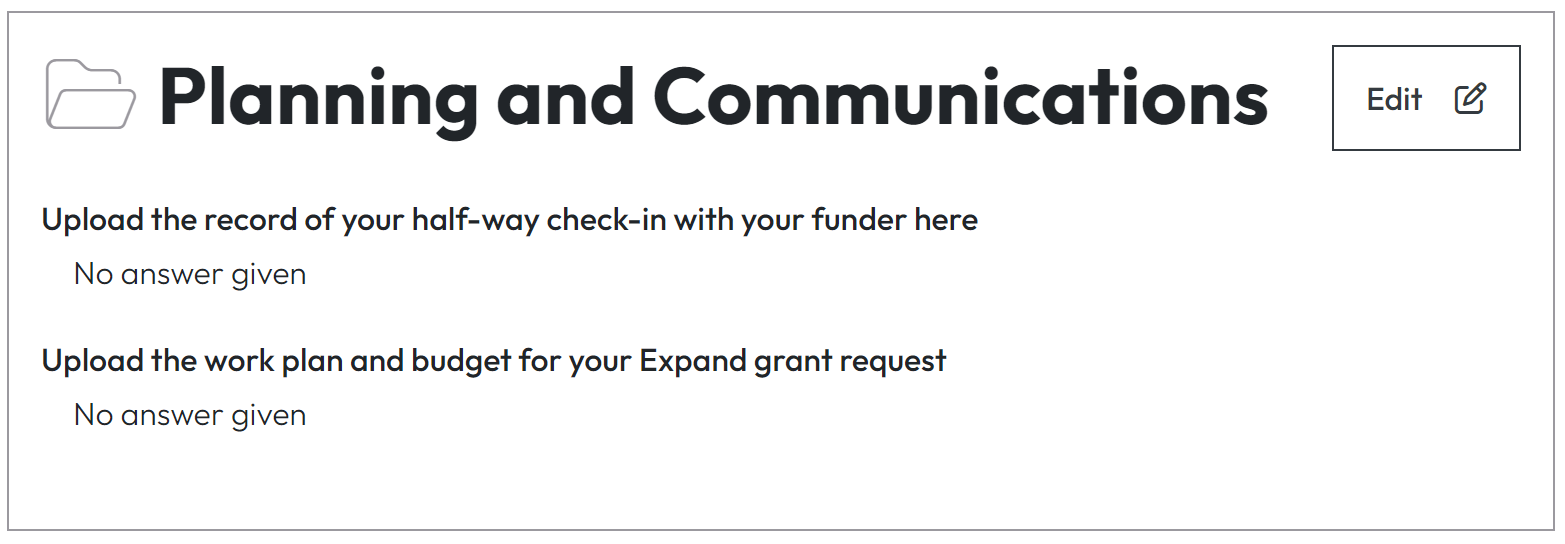 Planning and Communications
Edit
Upload the record of your half-way check-in with your funder here
No answer given
Upload the work plan and budget for your Expand grant request
No answer given